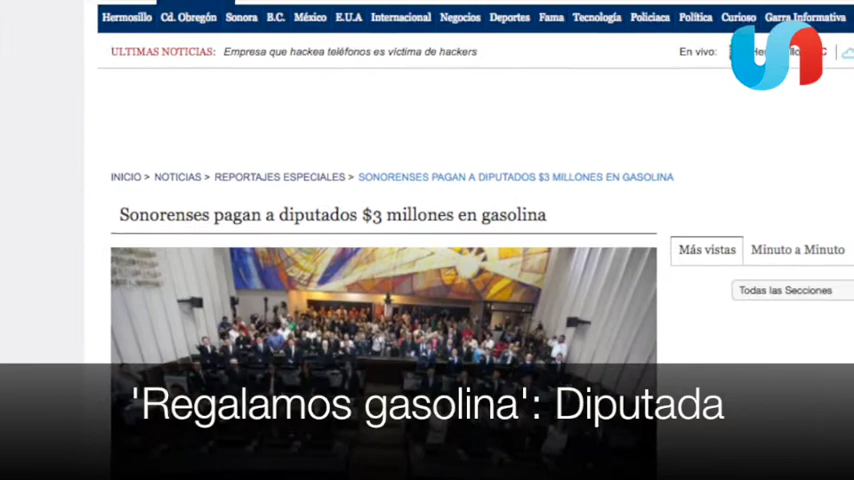 Hermosillo Cd. Obregón Sonora B.C. México E.U.A Internacional Negocios Deportes Fama Tecnología Policiaca Política Curioso Garra Informativa
ULTIMAS NOTICIAS: Empresa que hackea teléfonos es víctima de hackers En vivo:
INICIO > NOTICIAS > REPORTAJES ESPECIALES > SONORENSES PAGAN A DIPUTADOS $3 MILLONES EN GASOLINA
Sonorenses pagan a diputados $3 millones en gasolina
Más vistas Minuto a Minuto
Todas las Secciones
'Regalamos gasolina': Diputada